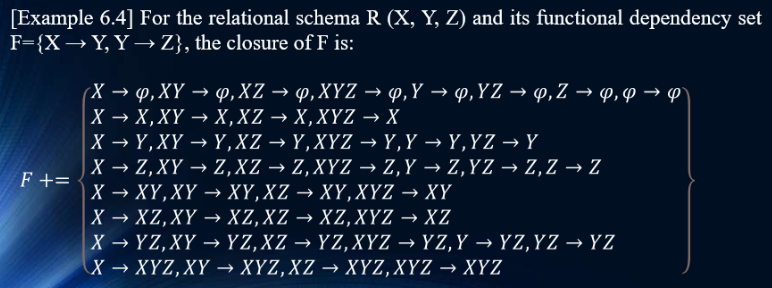 [Example 6.4] For the relational schema R (X, Y, Z) and its functional dependency set
F={X → Y, Y → Z}, the closure of F is:
X → φ, XY → φ, XZ → φ, XYZ → φ, Y → φ, YZ → φ, Z → φ, φ → φ
X → X, XY → X, XZ → X, XYZ → X
X → Y, XY → Y, XZ → Y, XYZ → Y, Y → Y, YZ → Y
F += X → Z, XY → Z, XZ → Z, XYZ → Z, Y → Z, YZ → Z, Z → Z
X → XY, XY → XY, XZ → XY, XYZ → XY
X → XZ, XY → XZ, XZ → XZ, XYZ → XZ
X → YZ, XY → YZ, XZ → YZ, XYZ → YZ, Y → YZ, YZ → YZ
X → XYZ, XY → XYZ, XZ → XYZ, XYZ → XYZ